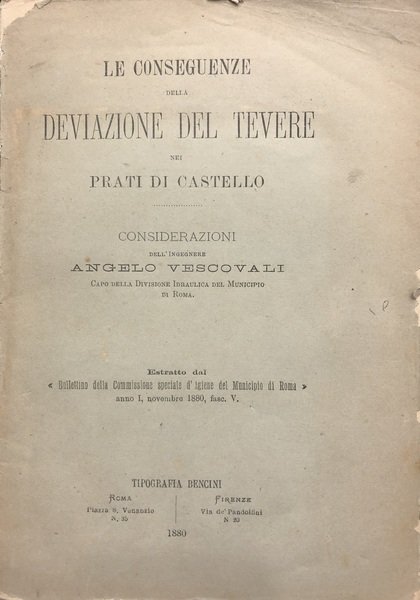 LE CONSEGUENZE
DELLA
DEVIAZIONE DEL TEVERE
NEI
PRATI DI CASTELLO
CONSIDERAZIONI
DELL'INGEGNERE
ANGELO VESCOVALI
CAPO DELLA DIVISIONE IDRAULICA DEL MUNICIPIO
DI ROMA.
Estratto dal
« Bullettino della Commissione speciale d'igiene del Municipio di Roma »
anno I, novembre 1880, fasc. V.
TIPOGRAFIA BENCINI
ROMA
Piazza S. Venanzio
N. 35
FIRENZE
Via de' Pandolfini
N 20
1880